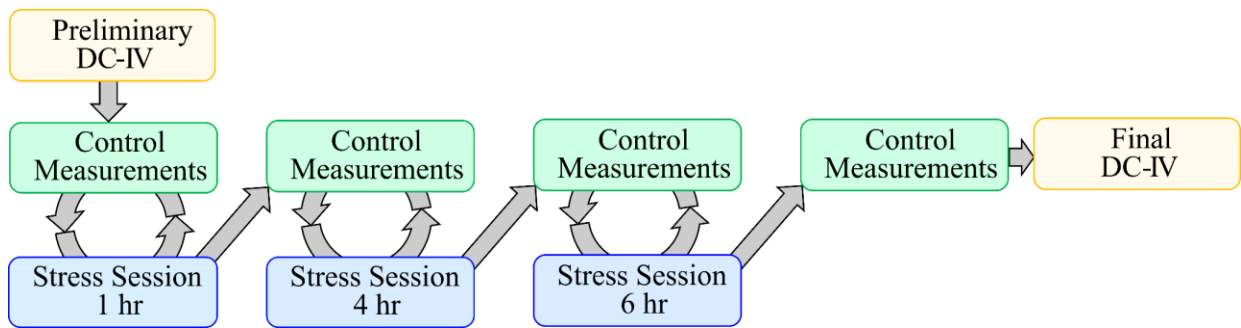 Preliminary
DC-IV
Control
Measurements
Stress Session
1 hr
Control
Measurements
Stress Session
4 hr
Control
Measurements
Stress Session
6 hr
Control
Measurements
Final
DC-IV